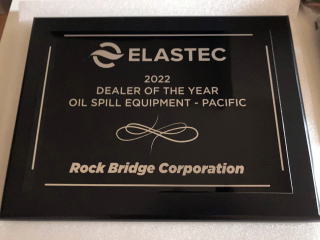 ELASTEC
2022
DEALER OF THE YEAR
OIL SPILL EQUIPMENT - PACIFIC
Rock Bridge Corporation